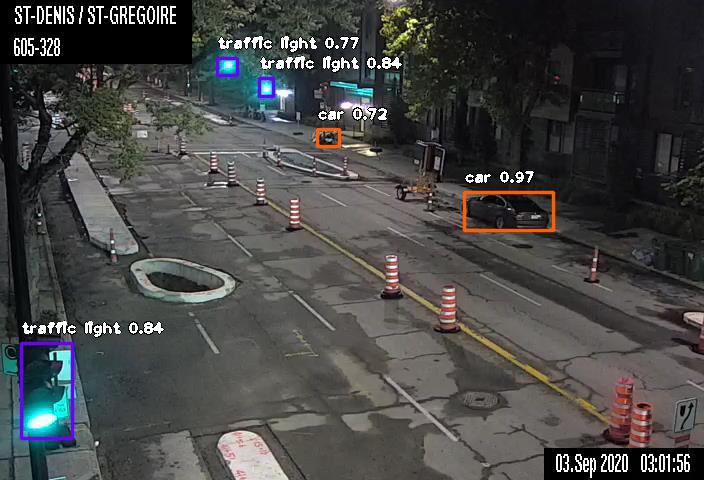 ST-DENIS / ST-GREGOIRE
605-328
traffic light 0.77
traffic light 0.84
car 0.72
car 0.97
traffic light 0.84
03.Sep 2020 03:01:56